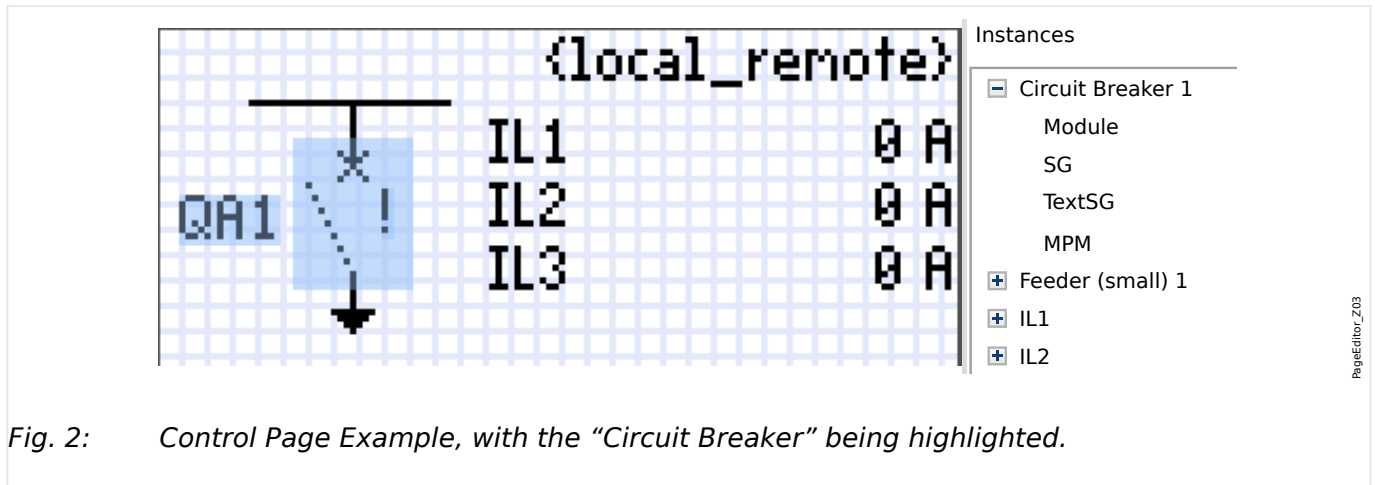 {local_remote}
QA1
!
IL1 0 A
IL2 0 A
IL3 0 A
Instances
Circuit Breaker 1
Module
SG
TextSG
MPM
Feeder (small) 1
IL1
IL2
PageEditor_Z03
Fig. 2: Control Page Example, with the “Circuit Breaker” being highlighted.